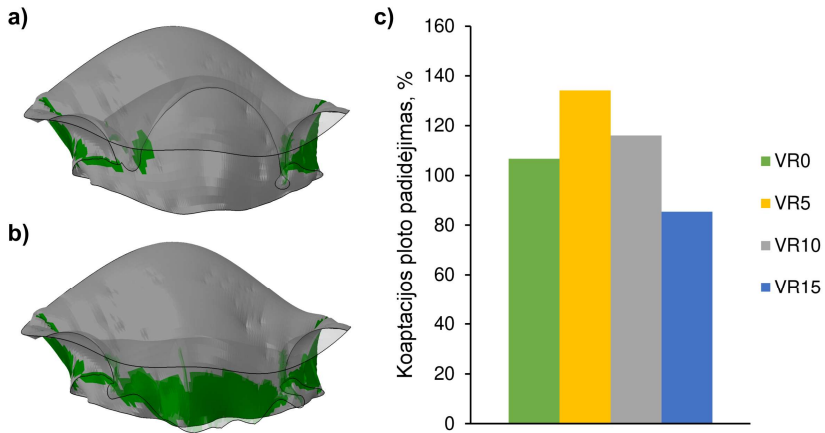 a)
b)
c)
Koaptacijos ploto padidėjimas, %
160
140
120
100
80
60
40
20
0
VR0
VR5
VR10
VR15